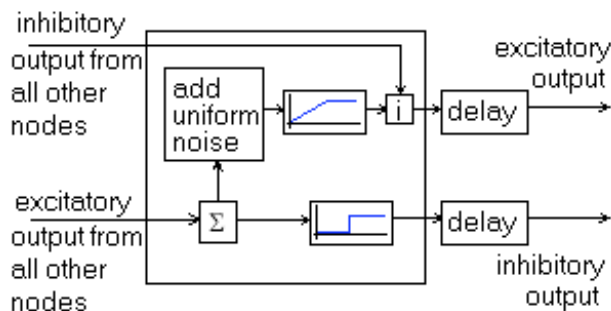 inhibitory
output from
all other
nodes
add
uniform
noise
i
delay
excitatory
output
excitatory
output from
all other
nodes
Σ
delay
inhibitory
output